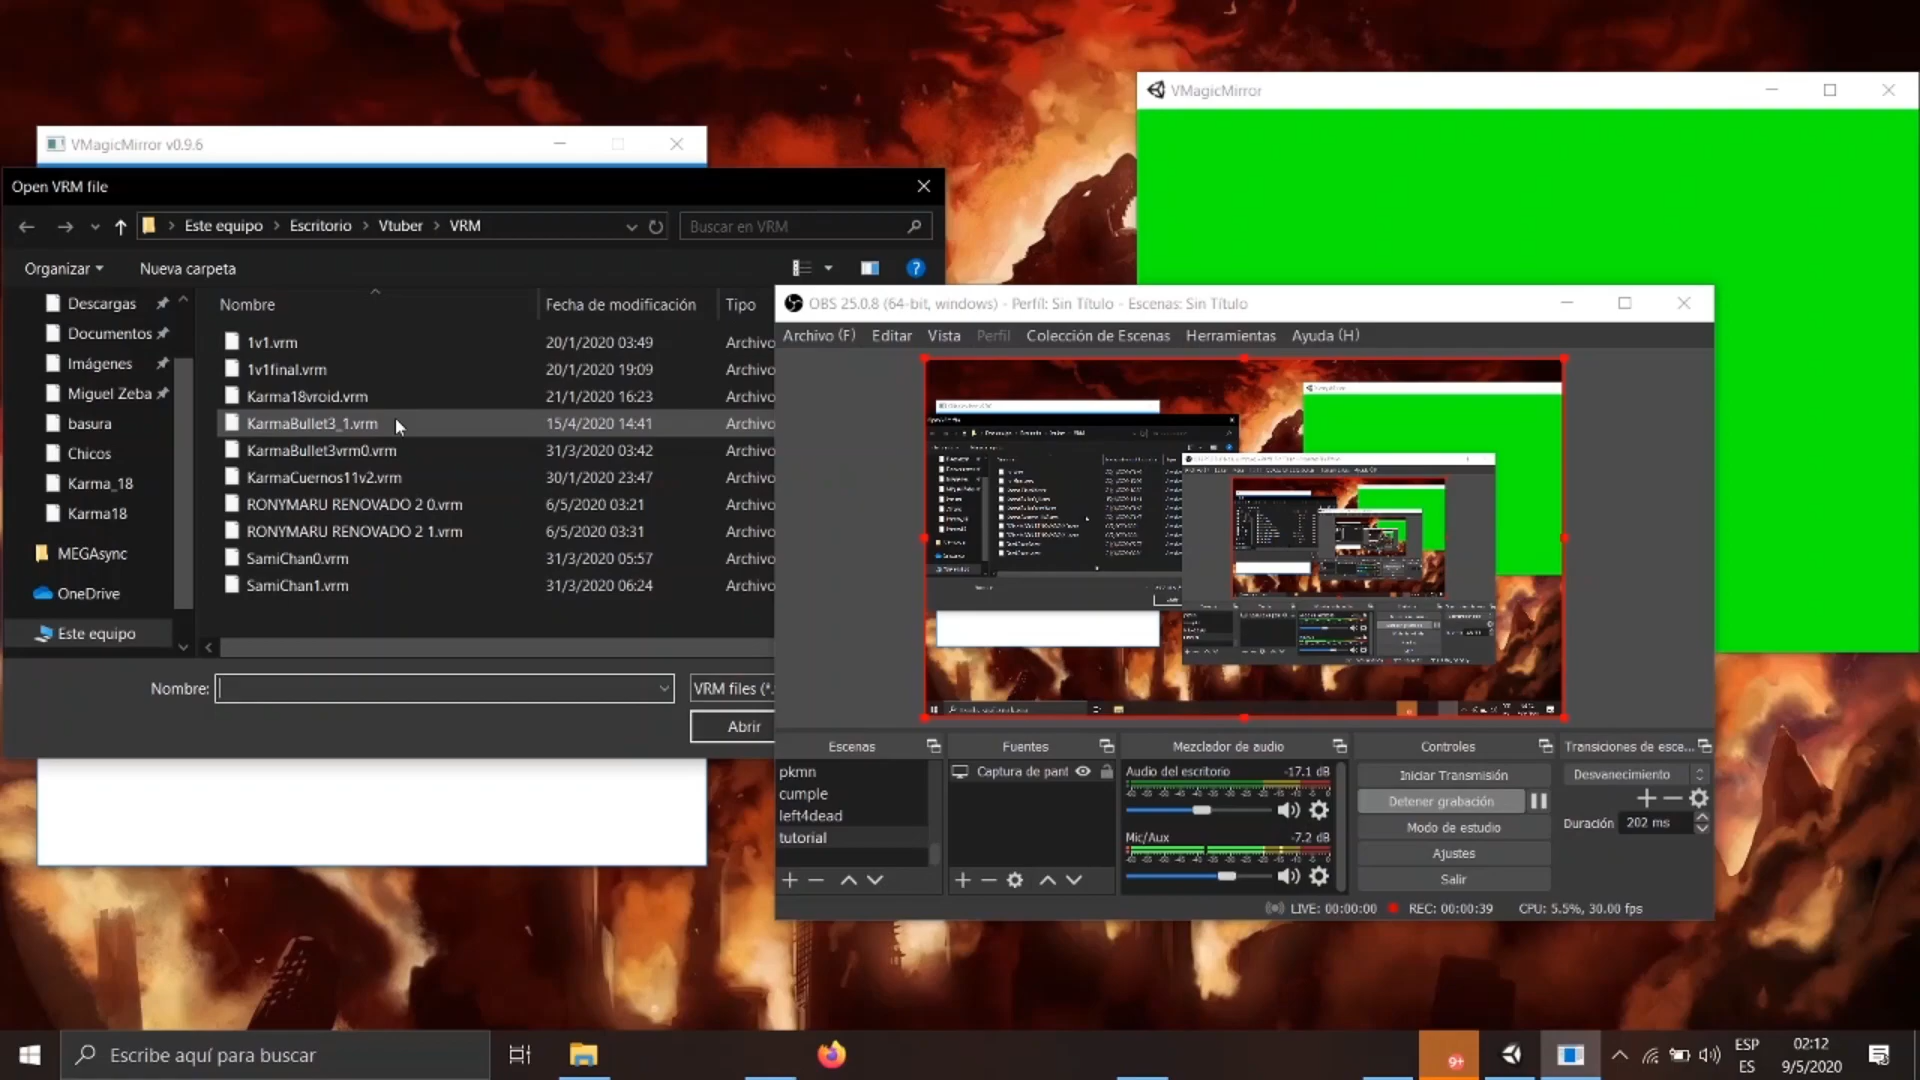 VMagicMirror
VMagicMirror v0.9.6
Open VRM file
Este equipo > Escritorio > Vtuber > VRM
Buscar en VRM
Organizar
Nueva carpeta
Nombre
Fecha de modificación
Tipo
Descargas
Documentos
Imágenes
Miguel Zeba
basura
Chicos
Karma_18
Karma18
MEGAsync
OneDrive
Este equipo
1v1.vrm 20/1/2020 03:49 Archivo
1v1final.vrm 20/1/2020 19:09 Archivo
Karma18vroid.vrm 21/1/2020 16:23 Archivo
KarmaBullet3_1.vrm 15/4/2020 14:41 Archivo
KarmaBullet3vrm0.vrm 31/3/2020 03:42 Archivo
KarmaCuernos11v2.vrm 30/1/2020 23:47 Archivo
RONYMARU RENOVADO 2 0.vrm 6/5/2020 03:21 Archivo
RONYMARU RENOVADO 2 1.vrm 6/5/2020 03:31 Archivo
SamiChan0.vrm 31/3/2020 05:57 Archivo
SamiChan1.vrm 31/3/2020 06:24 Archivo
Nombre:
VRM files (*.
Abrir
OBS 25.0.8 (64-bit, windows) - Perfil: Sin Título - Escenas: Sin Título
Archivo (F) Editar Vista Perfil Colección de Escenas Herramientas Ayuda (H)
Escenas
pkmn
cumple
left4dead
tutorial
Fuentes
Captura de pant
Mezclador de audio
Audio del escritorio -17.1 dB
Mic/Aux -7.2 dB
Controles
Iniciar Transmisión
Detener grabación
Modo de estudio
Ajustes
Salir
Transiciones de esce...
Desvanecimiento
Duración 202 ms
LIVE: 00:00:00 REC: 00:00:39 CPU: 5.5%, 30.00 fps
Escribe aquí para buscar
9+
ESP
ES
02:12
9/5/2020